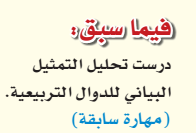 فيما سبق:
درست تحليل التمثيل
البياني للدوال التربيعية.
(مهارة سابقة)